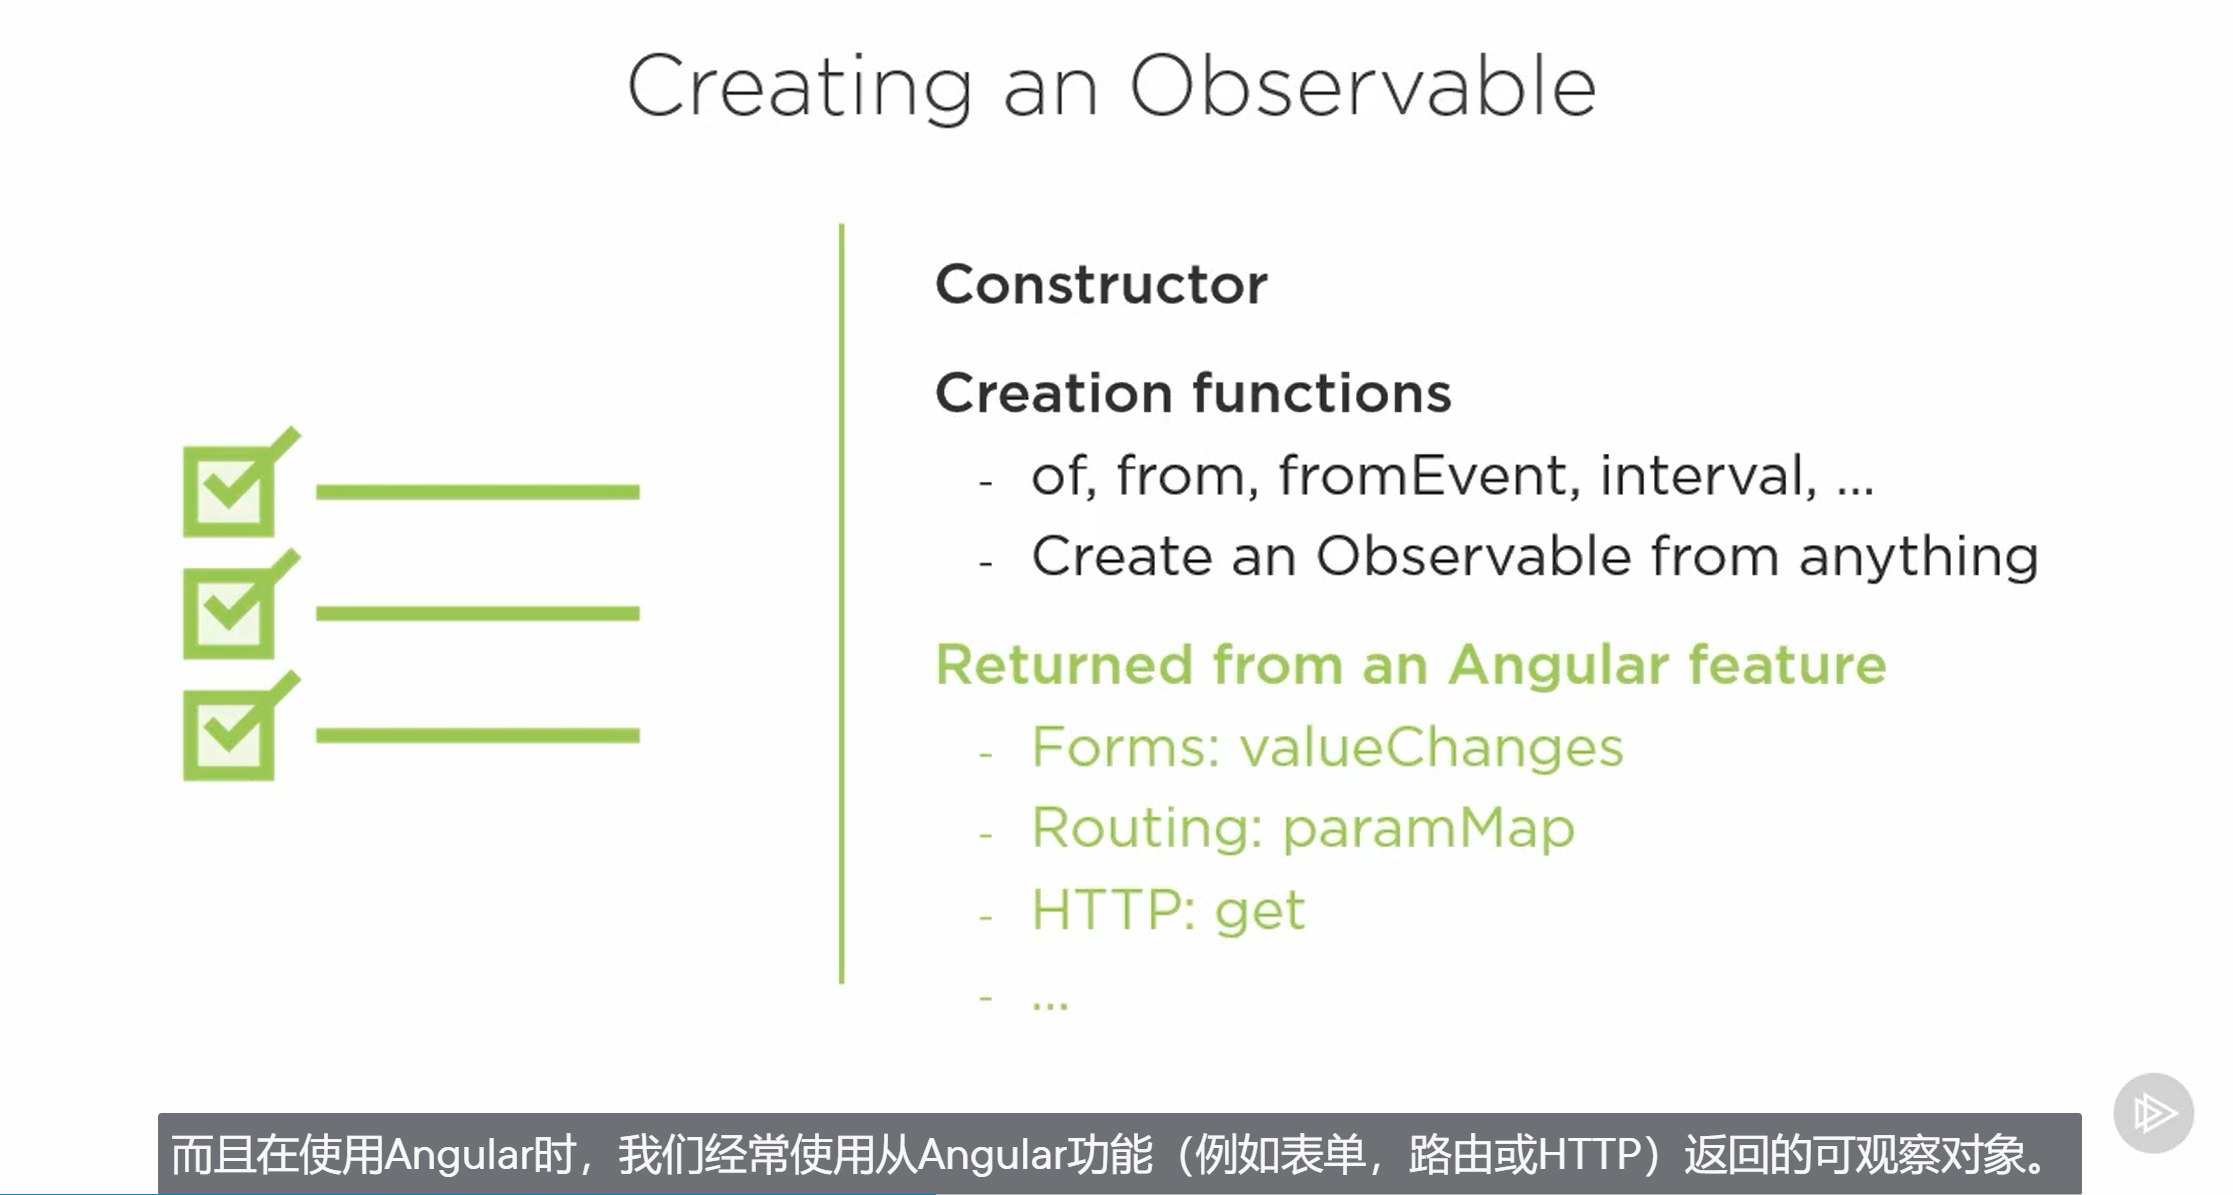 Creating an Observable
Constructor
Creation functions
- of, from, fromEvent, interval, ...
- Create an Observable from anything
Returned from an Angular feature
- Forms: valueChanges
- Routing: paramMap
- HTTP: get
- ...
而且在使用Angular时，我们经常使用从Angular功能（例如表单，路由或HTTP）返回的可观察对象。